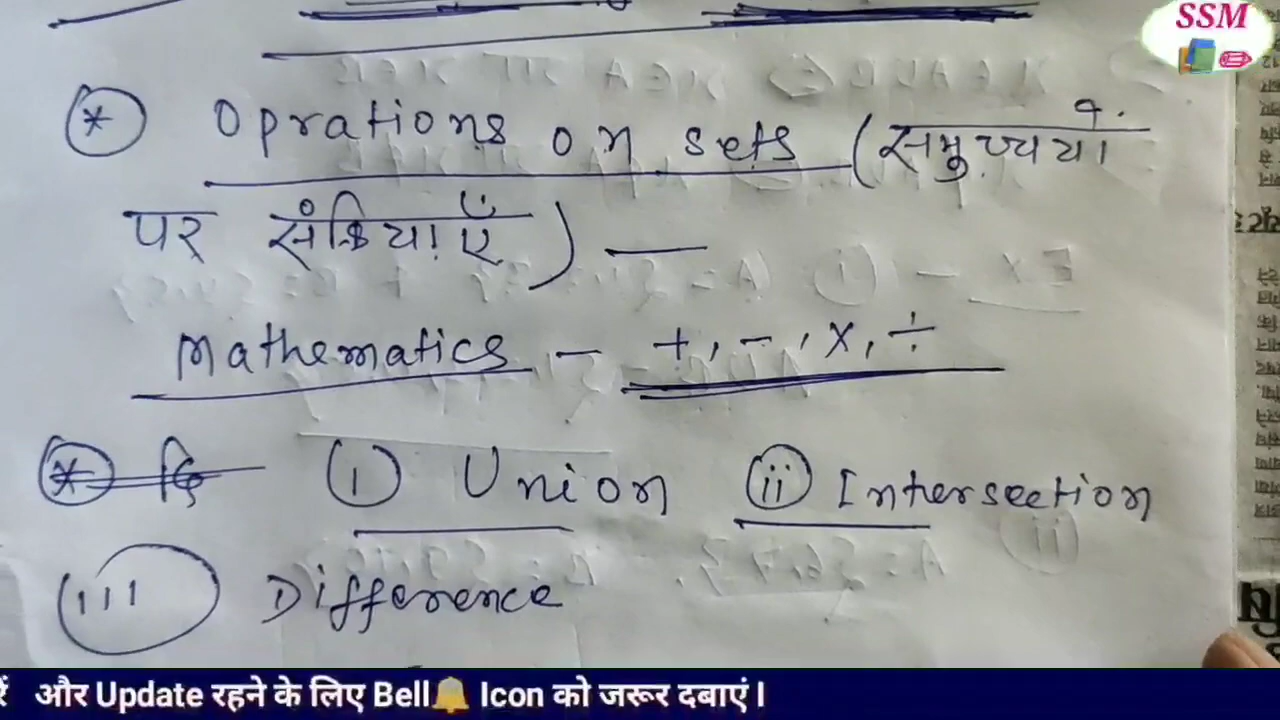 SSM
* Oprations on sets (समुच्चयों
पर संक्रियाएँ) —
Mathematics - +, -, ×, ÷
(i) Union (ii) Intersection
(iii) Difference
और Update रहने के लिए Bell🔔 Icon को जरूर दबाएं l